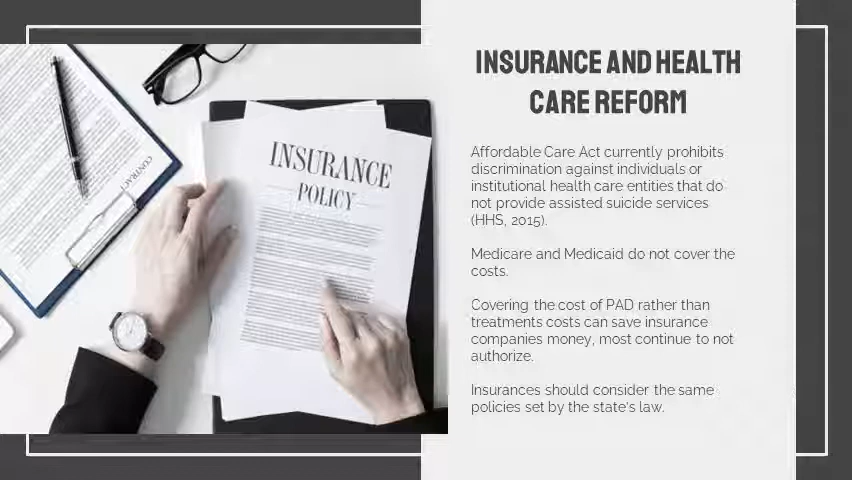 INSURANCE AND HEALTH
CARE REFORM
Affordable Care Act currently prohibits
discrimination against individuals or
institutional health care entities that do
not provide assisted suicide services
(HHS, 2015).
Medicare and Medicaid do not cover the
costs.
Covering the cost of PAD rather than
treatments costs can save insurance
companies money, most continue to not
authorize.
Insurances should consider the same
policies set by the state's law.
CONTRACT
INSURANCE
POLICY